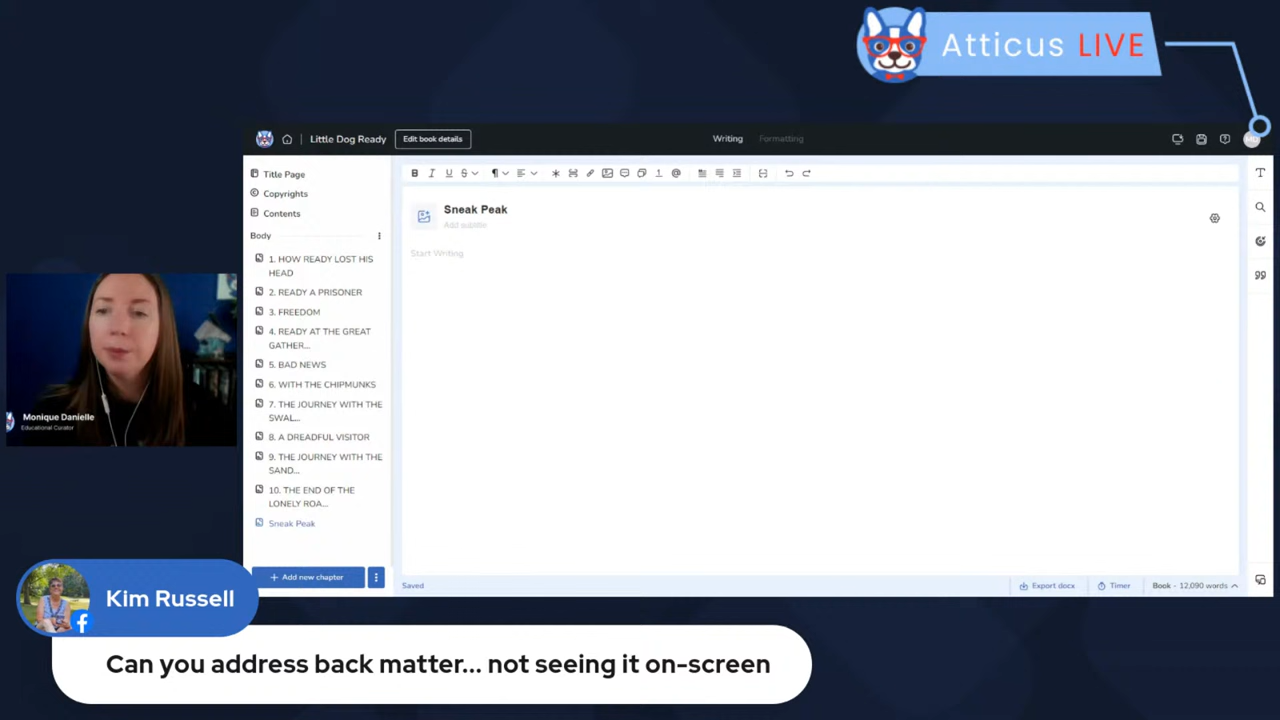 Atticus LIVE
Little Dog Ready
Edit book details
Writing
Formatting
Title Page
Copyrights
Contents
Body
1. HOW READY LOST HIS
HEAD
2. READY A PRISONER
3. FREEDOM
4. READY AT THE GREAT
GATHER...
5. BAD NEWS
6. WITH THE CHIPMUNKS
7. THE JOURNEY WITH THE
SWAL...
8. A DREADFUL VISITOR
9. THE JOURNEY WITH THE
SAND...
10. THE END OF THE
LONELY ROA...
Sneak Peak
+ Add new chapter
B I U S
Sneak Peak
Add subtitle
Start Writing
Saved
Export docx
Timer
Book - 12,090 words
Monique Danielle
Educational Curator
Kim Russell
Can you address back matter... not seeing it on-screen